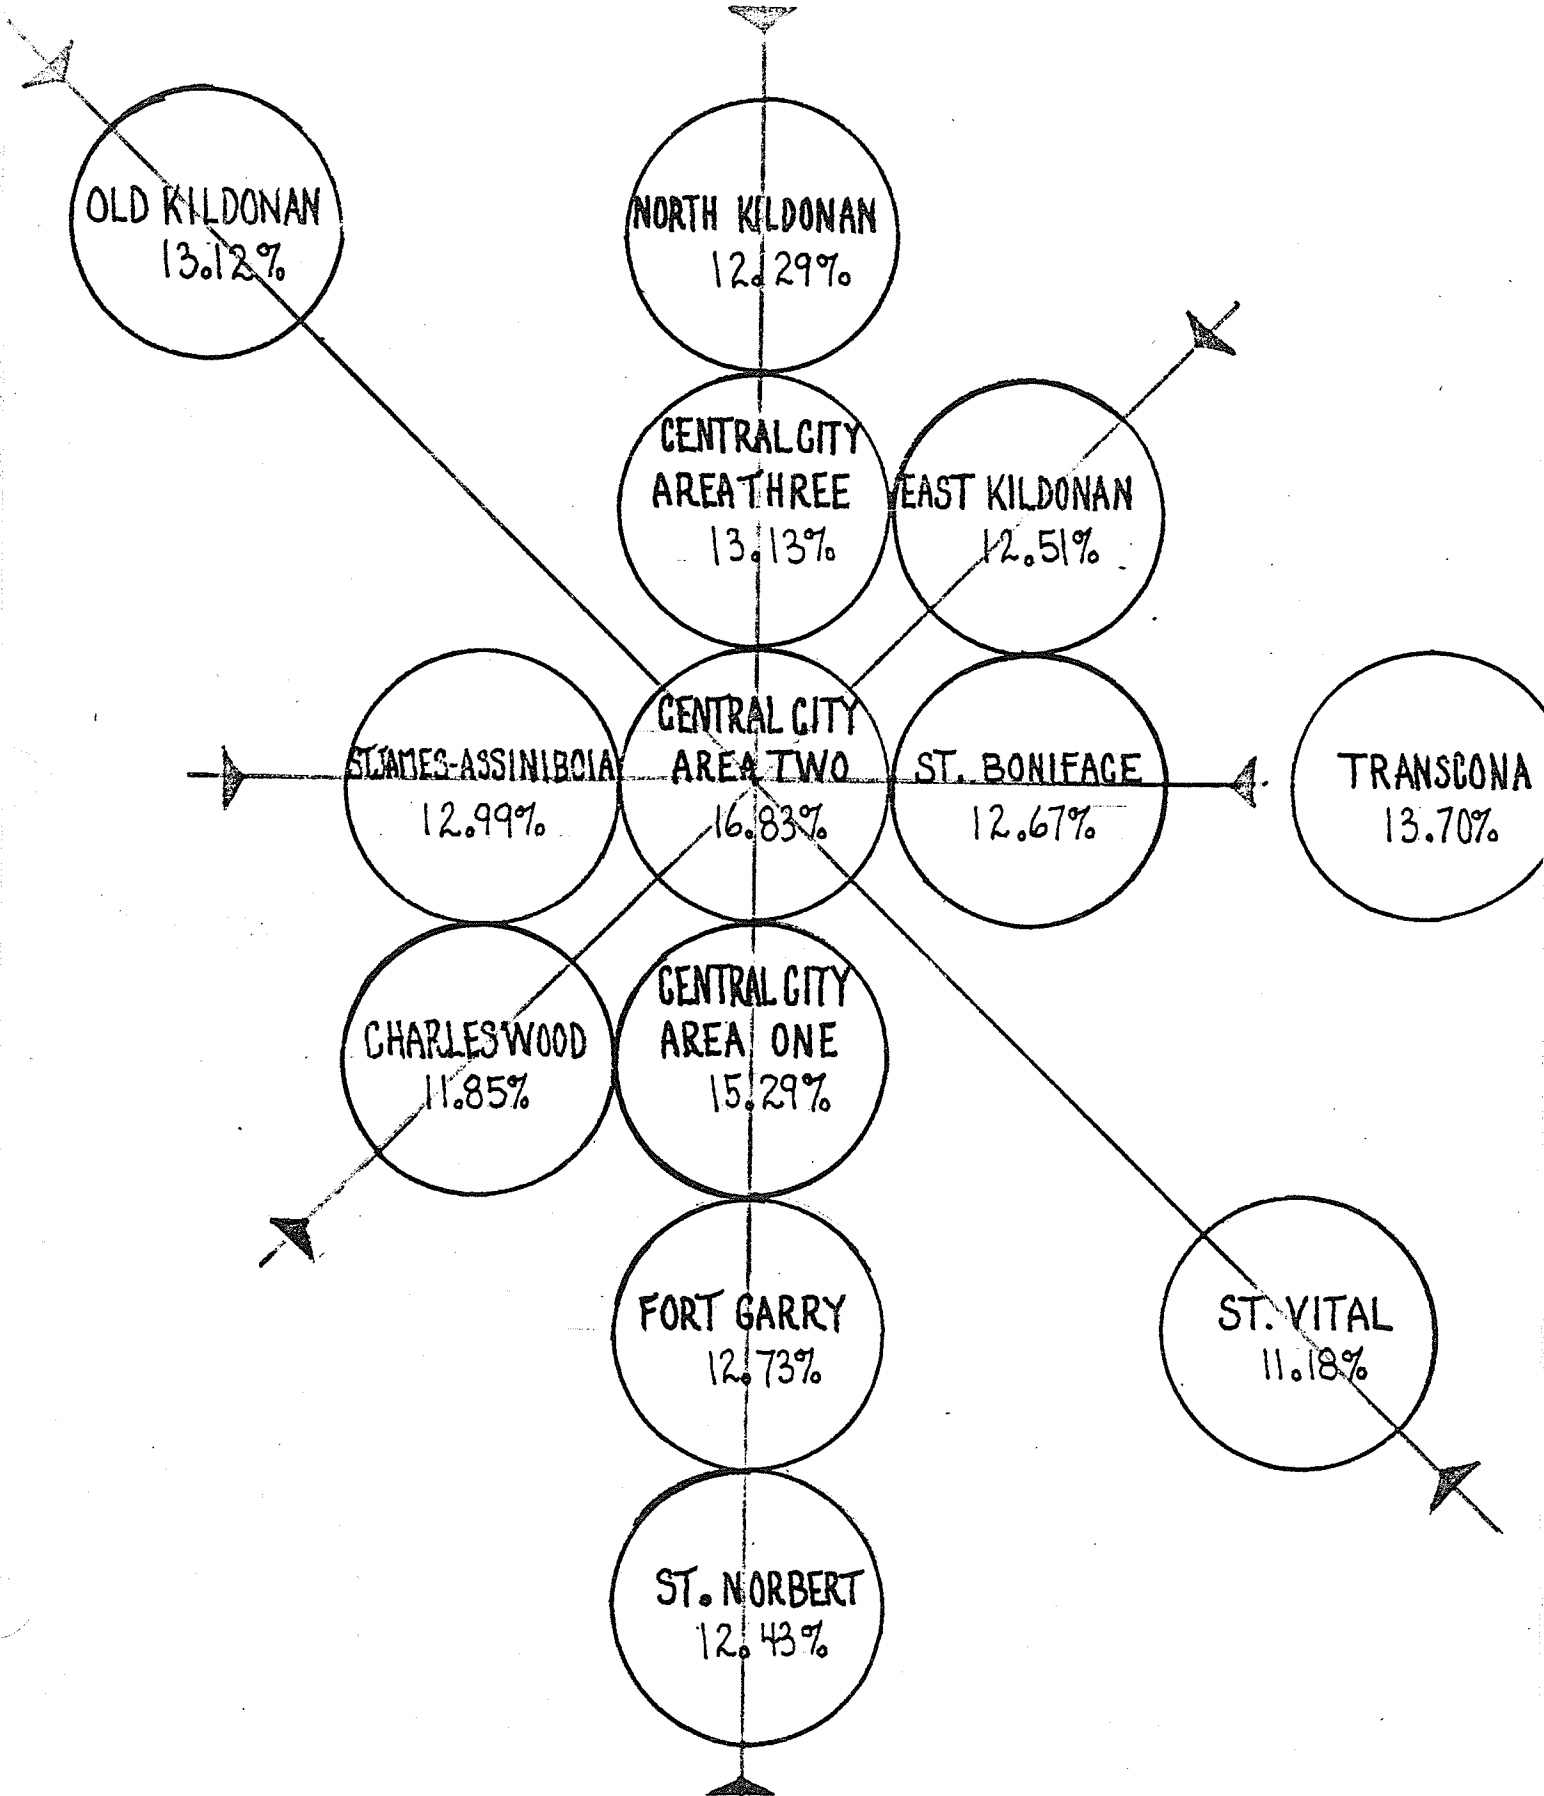 OLD KILDONAN
13.12%
NORTH KILDONAN
12.29%
CENTRAL CITY
AREA THREE
13.13%
EAST KILDONAN
12.51%
ST.JAMES-ASSINIBOIA
12.99%
CENTRAL CITY
AREA TWO
16.83%
ST. BONIFACE
12.67%
TRANSCONA
13.70%
CHARLESWOOD
11.85%
CENTRAL CITY
AREA ONE
15.29%
FORT GARRY
12.73%
ST. VITAL
11.18%
ST. NORBERT
12.43%